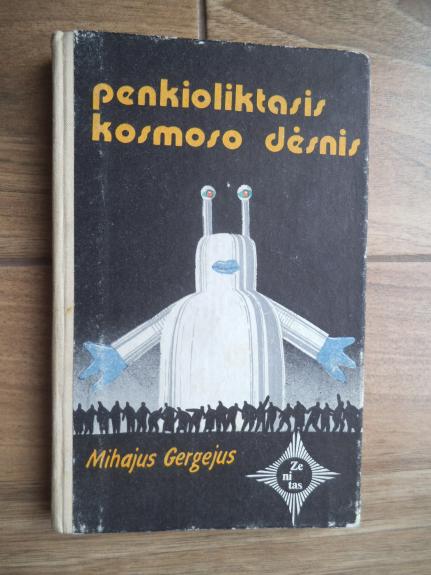 penkioliktasis
kosmoso dėsnis
Mihajus Gergejus
Ze
ni
tas